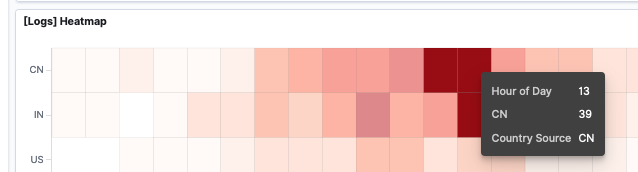 [Logs] Heatmap
CN
Hour of Day 13
IN
CN 39
Country Source CN
US